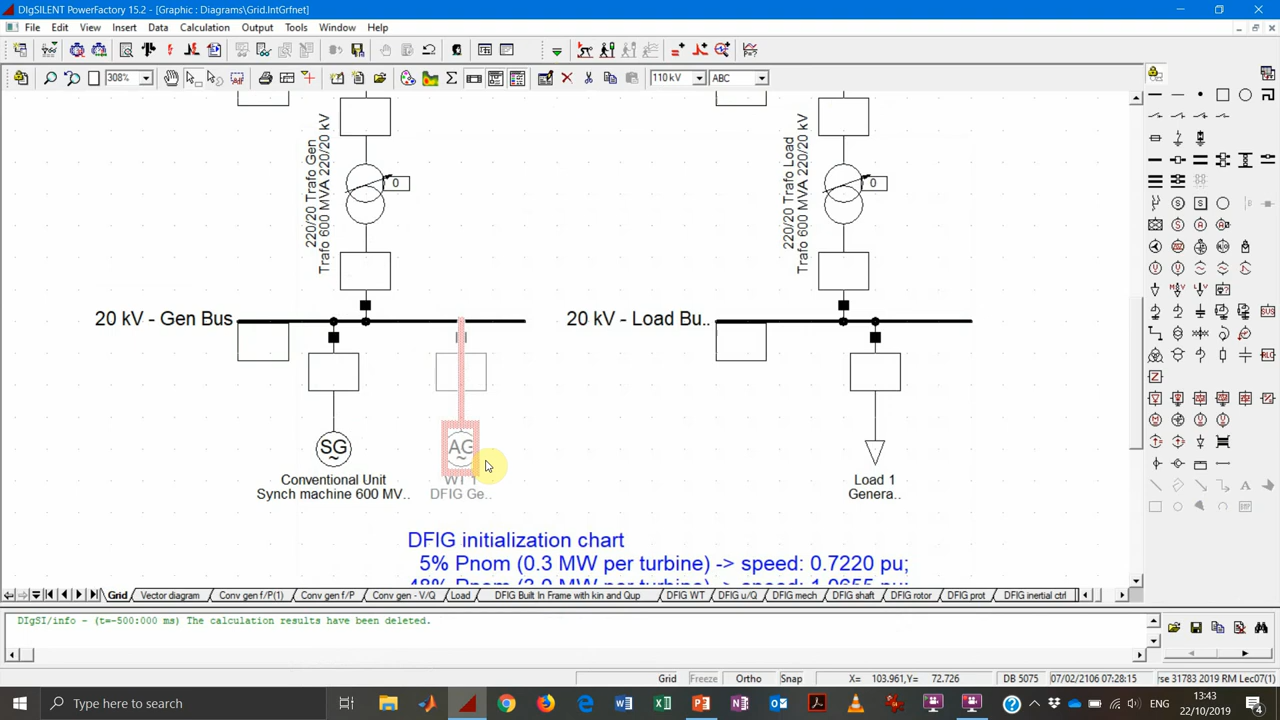 DIgSILENT PowerFactory 15.2 - [Graphic : Diagrams\Grid.IntGrfnet]
File Edit View Insert Data Calculation Output Tools Window Help
308% 110 kV ABC
220/20 Trafo Gen
Trafo 600 MVA 220/20 kV
0
220/20 Trafo Load
Trafo 600 MVA 220/20 kV
0
20 kV - Gen Bus
20 kV - Load Bu..
SG
~
AG
~
Conventional Unit
Synch machine 600 MV..
WT 1
DFIG Ge..
Load 1
Genera..
DFIG initialization chart
5% Pnom (0.3 MW per turbine) -> speed: 0.7220 pu;
48% Pnom (3.0 MW per turbine) -> speed: 1.0655 pu;
Grid Vector diagram Conv gen f/P(1) Conv gen f/P Conv gen - V/Q Load DFIG Built In Frame with kin and Qup DFIG WT DFIG u/Q DFIG mech DFIG shaft DFIG rotor DFIG prot DFIG inertial ctrl
DIgSI/info - (t=-500:000 ms) The calculation results have been deleted.
Grid Freeze Ortho Snap X= 103.961,Y= 72.726 DB 5075 07/02/2106 07:28:15 rse 31783 2019 MAR Lec07(1)
Type here to search
ENG
13:43
22/10/2019